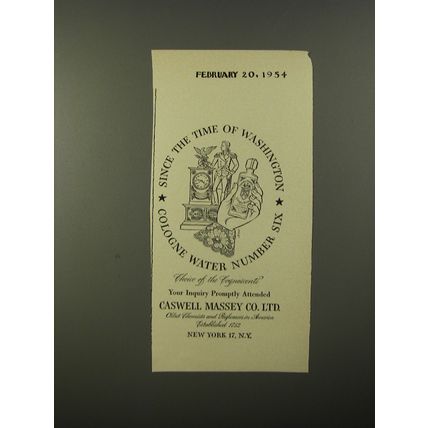 FEBRUARY 20, 1954
★ SINCE THE TIME OF WASHINGTON ★
COLOGNE WATER NUMBER SIX
Choice of the Cognoscenti
Your Inquiry Promptly Attended
CASWELL MASSEY CO. LTD.
Oldest Chemists and Perfumers in America
Established 1752
NEW YORK 17, N.Y.